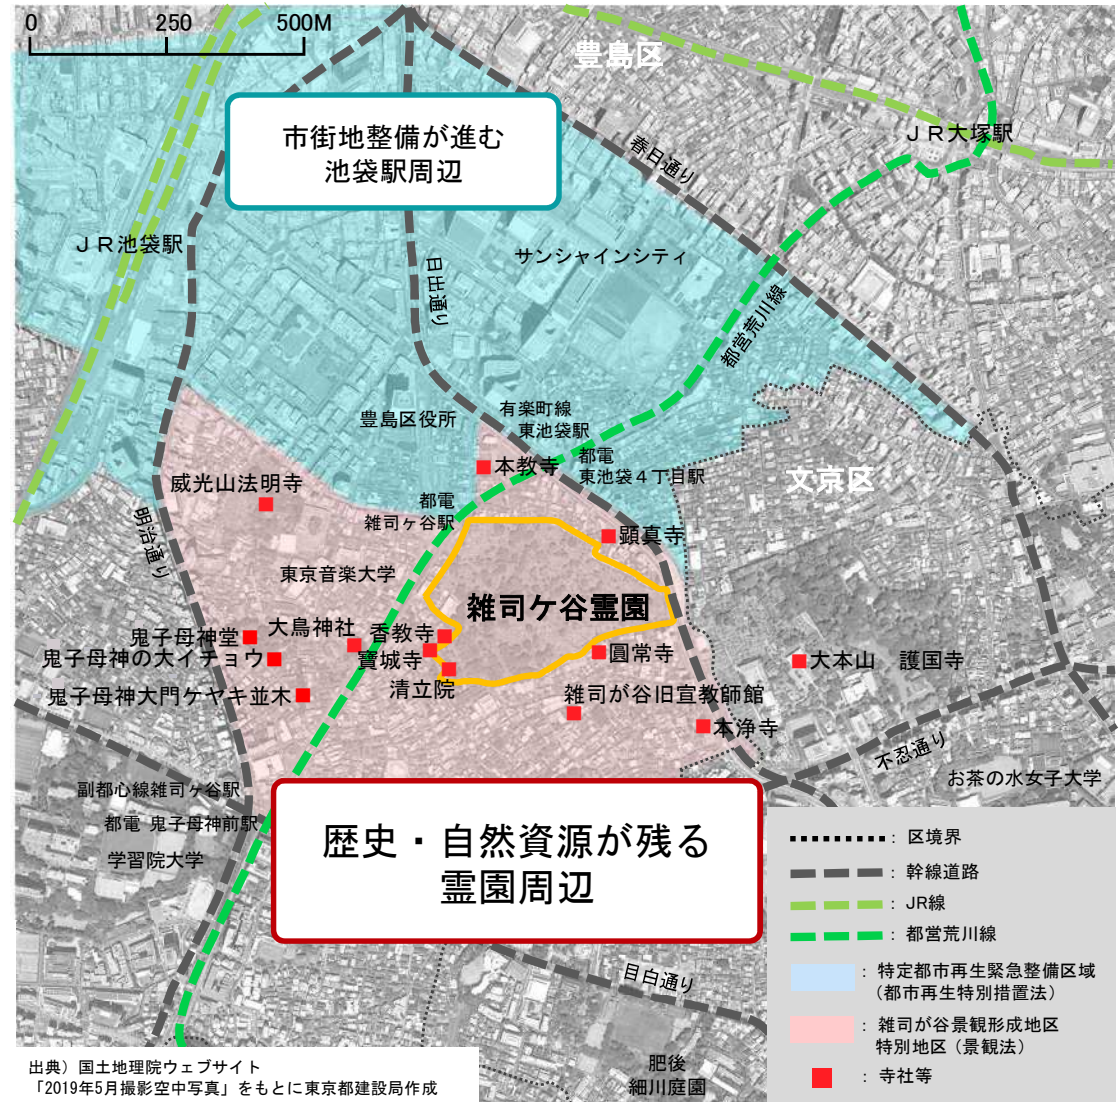 0
250
500M
豊島区
ＪＲ大塚駅
市街地整備が進む
池袋駅周辺
春日通り
ＪＲ池袋駅
サンシャインシティ
日出通り
都営荒川線
豊島区役所
有楽町線
東池袋駅
本教寺
都電
東池袋４丁目駅
文京区
威光山法明寺
都電
雑司ヶ谷駅
明治通り
顕真寺
東京音楽大学
雑司ケ谷霊園
鬼子母神堂
大鳥神社
香教寺
鬼子母神の大イチョウ
寶城寺
圓常寺
大本山　護国寺
清立院
鬼子母神大門ケヤキ並木
雑司が谷旧宣教師館
本浄寺
不忍通り
お茶の水女子大学
副都心線雑司ヶ谷駅
都電 鬼子母神前駅
学習院大学
歴史・自然資源が残る
霊園周辺
目白通り
肥後
細川庭園
：区界界
：幹線道路
：JR線
：都営荒川線
：特定都市再生緊急整備区域
（都市再生特別措置法）
：雑司が谷景観形成地区
特別地区（景観法）
：寺社等
出典）国土地理院ウェブサイト
「2019年5月撮影空中写真」をもとに東京都建設局作成